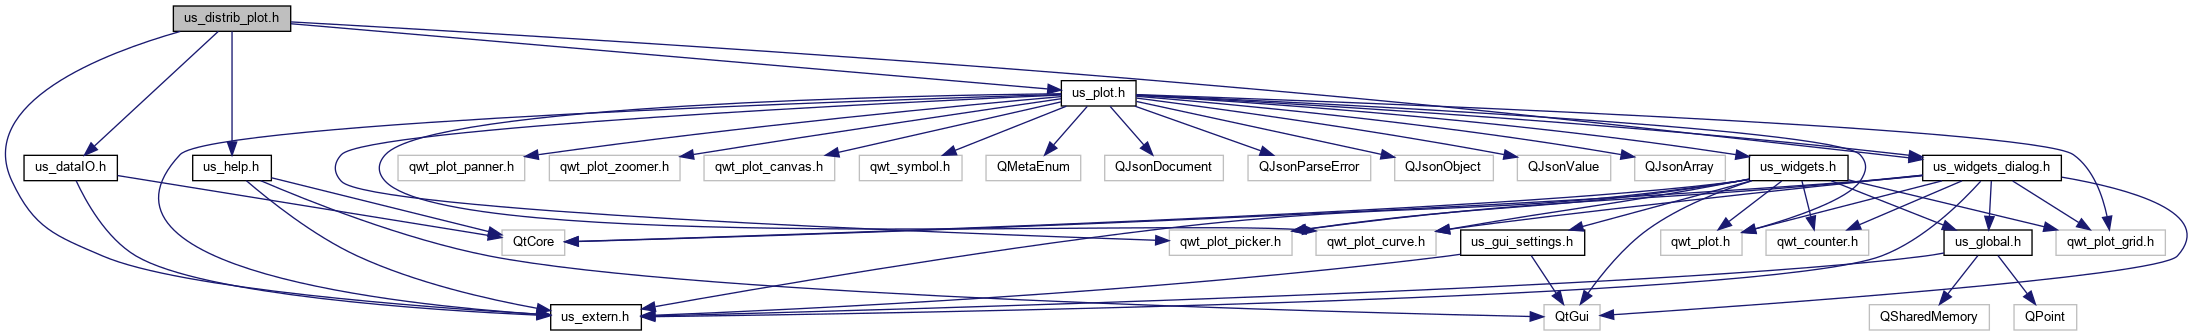 us_distrib_plot.h
us_plot.h
us_dataIO.h
us_help.h
qwt_plot_panner.h
qwt_plot_zoomer.h
qwt_plot_canvas.h
qwt_symbol.h
QMetaEnum
QJsonDocument
QJsonParseError
QJsonObject
QJsonValue
QJsonArray
us_widgets.h
us_widgets_dialog.h
QtCore
qwt_plot_picker.h
qwt_plot_curve.h
us_gui_settings.h
qwt_plot.h
qwt_counter.h
us_global.h
qwt_plot_grid.h
us_extern.h
QtGui
QSharedMemory
QPoint